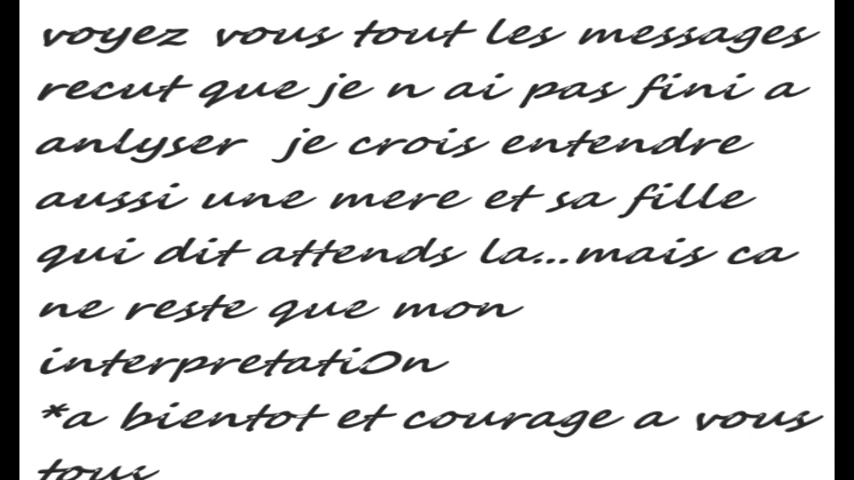 voyez vous tout les messages
recut que je n ai pas fini a
anlyser je crois entendre
aussi une mere et sa fille
qui dit attends la...mais ca
ne reste que mon
interpretatiOn
*a bientot et courage a vous
tous